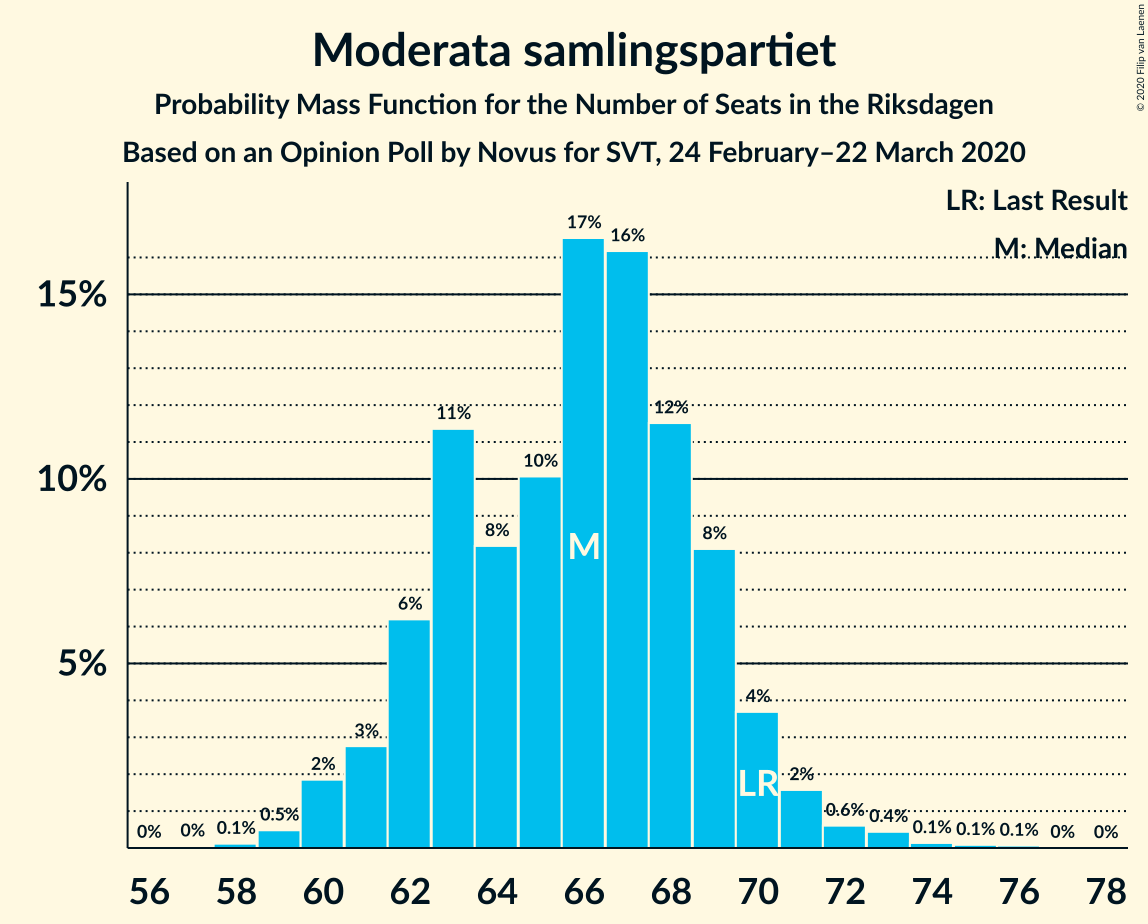 Moderata samlingspartiet
Probability Mass Function for the Number of Seats in the Riksdagen
Based on an Opinion Poll by Novus for SVT, 24 February–22 March 2020
© 2020 Filip van Laenen
LR: Last Result
M: Median
15%
10%
5%
0%
0%
0.1%
0.5%
2%
3%
6%
11%
8%
10%
17%
16%
12%
8%
4%
2%
0.6%
0.4%
0.1%
0.1%
0.1%
0%
0%
M
LR
56 58 60 62 64 66 68 70 72 74 76 78